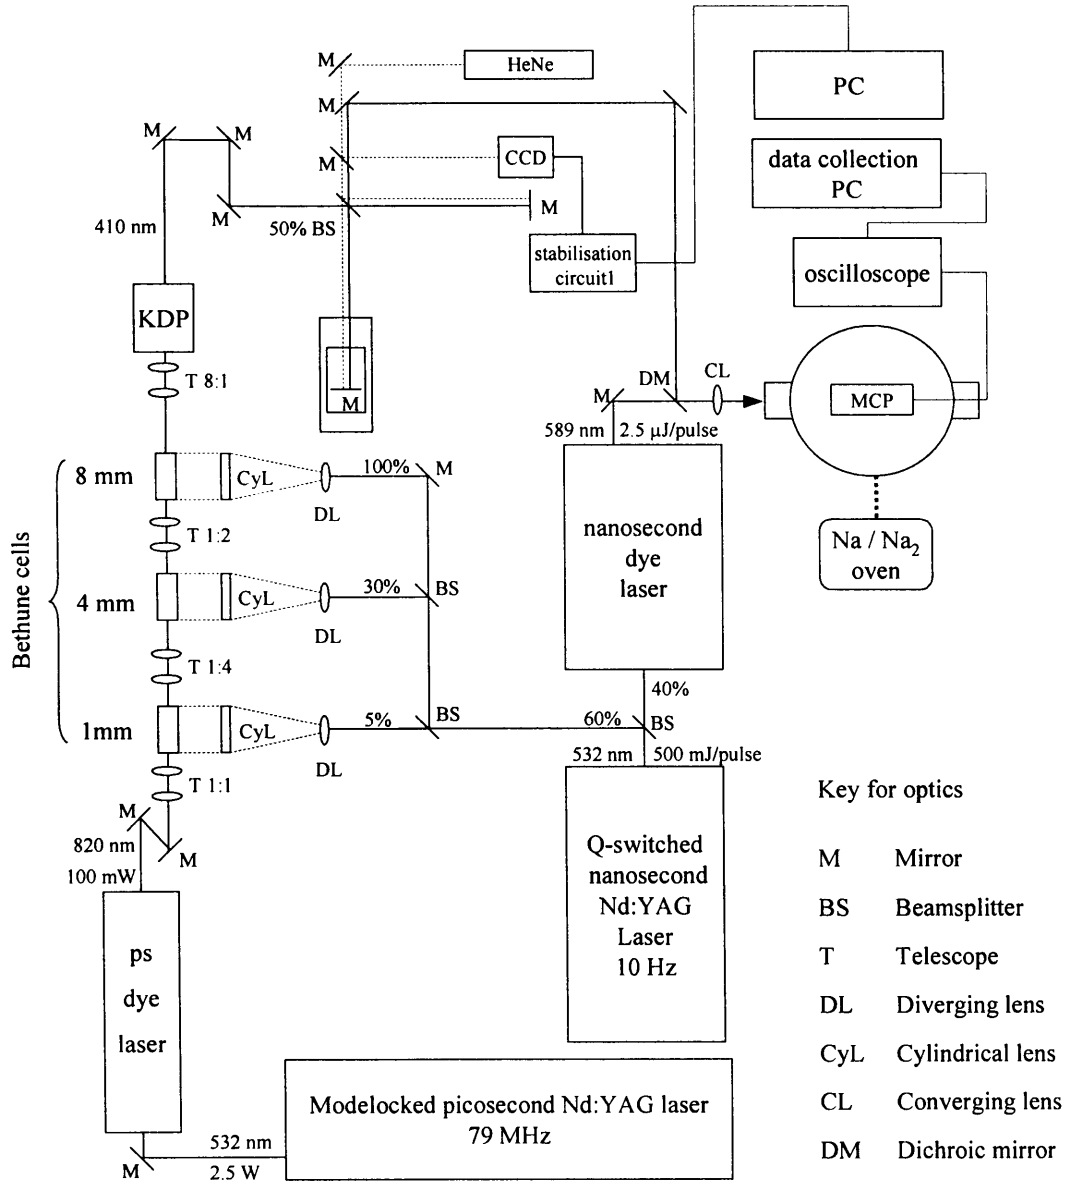 M
HeNe
PC
M
M
M
M
CCD
data collection
PC
M
M
50% BS
410 nm
stabilisation
circuit1
oscilloscope
KDP
T 8:1
M
M
DM
CL
MCP
589 nm
2.5 µJ/pulse
8 mm
CyL
DL
100%
M
T 1:2
nanosecond
dye
laser
Na / Na2
oven
Bethune cells
4 mm
CyL
DL
30%
BS
T 1:4
40%
1mm
CyL
DL
5%
BS
60%
BS
T 1:1
532 nm
500 mJ/pulse
M
820 nm
M
100 mW
Q-switched
nanosecond
Nd:YAG
Laser
10 Hz
ps
dye
laser
Modelocked picosecond Nd:YAG laser
79 MHz
532 nm
2.5 W
M
Key for optics
M Mirror
BS Beamsplitter
T Telescope
DL Diverging lens
CyL Cylindrical lens
CL Converging lens
DM Dichroic mirror